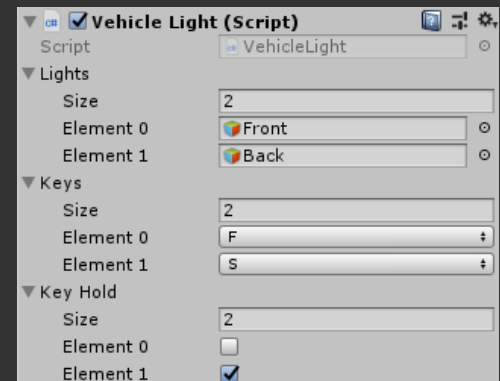 Vehicle Light (Script)
Script VehicleLight
Lights
Size 2
Element 0 Front
Element 1 Back
Keys
Size 2
Element 0 F
Element 1 S
Key Hold
Size 2
Element 0
Element 1